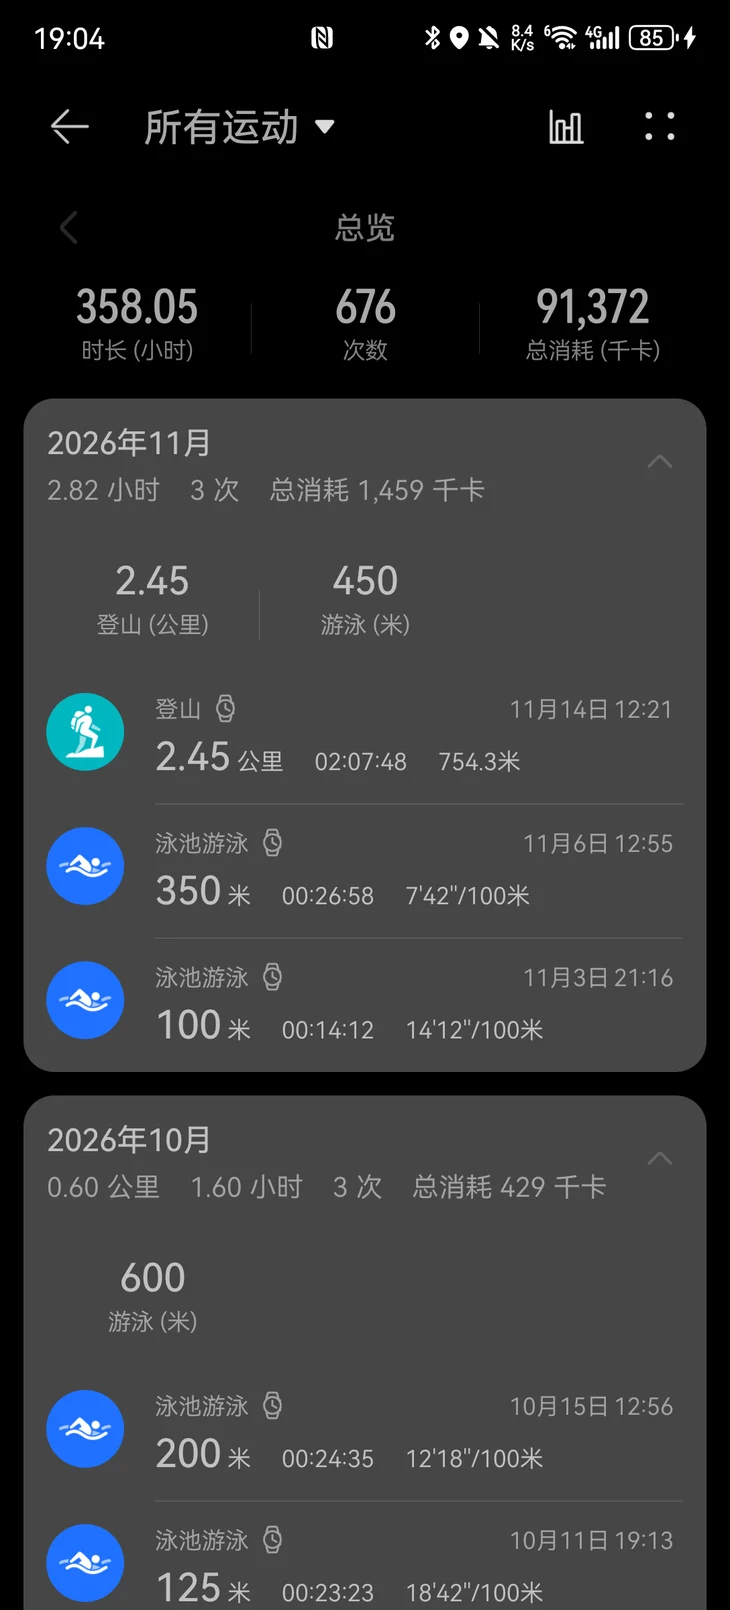 19:04 8.4 K/s 6 4G 85
所有运动
总览
358.05 676 91,372
时长 (小时) 次数 总消耗 (千卡)
2026年11月
2.82 小时 3 次 总消耗 1,459 千卡
2.45 450
登山 (公里) 游泳 (米)
登山 11月14日 12:21
2.45 公里 02:07:48 754.3米
泳池游泳 11月6日 12:55
350 米 00:26:58 7'42"/100米
泳池游泳 11月3日 21:16
100 米 00:14:12 14'12"/100米
2026年10月
0.60 公里 1.60 小时 3 次 总消耗 429 千卡
600
游泳 (米)
泳池游泳 10月15日 12:56
200 米 00:24:35 12'18"/100米
泳池游泳 10月11日 19:13
125 米 00:23:23 18'42"/100米